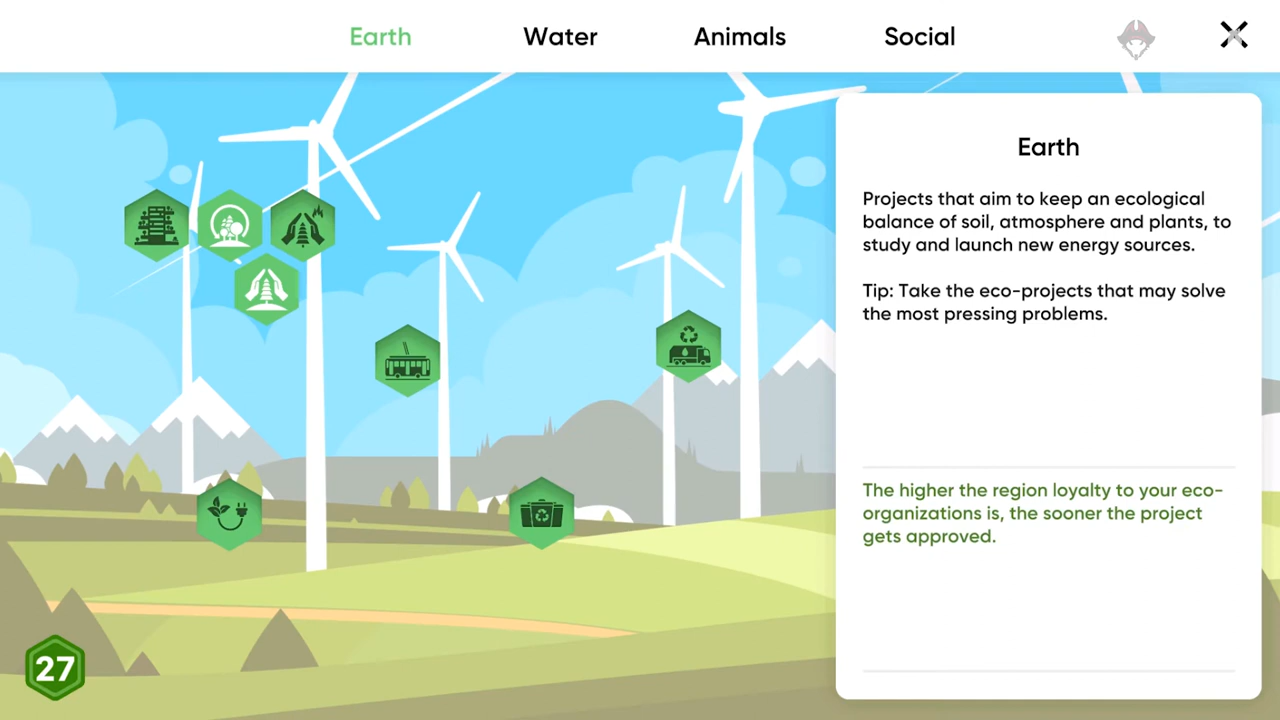 Earth Water Animals Social
Earth
Projects that aim to keep an ecological
balance of soil, atmosphere and plants, to
study and launch new energy sources.
Tip: Take the eco-projects that may solve
the most pressing problems.
The higher the region loyalty to your eco-
organizations is, the sooner the project
gets approved.
27